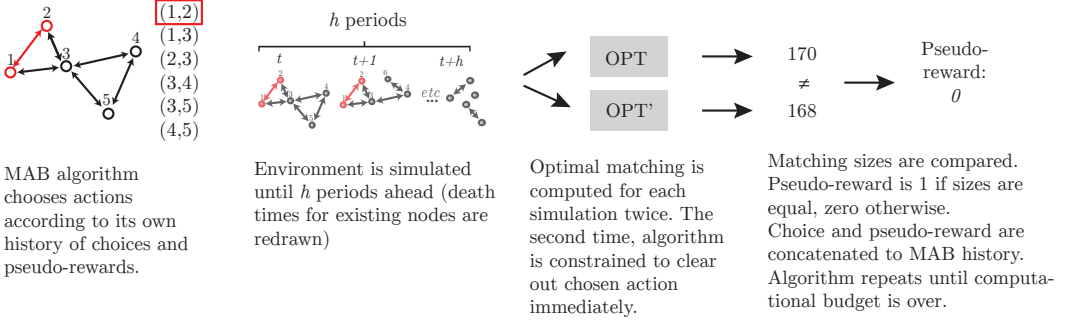 2
1
3
4
5
(1,2)
(1,3)
(2,3)
(3,4)
(3,5)
(4,5)
MAB algorithm
chooses actions
according to its own
history of choices and
pseudo-rewards.
h periods
t
t+1
t+h
etc
...
Environment is simulated
until h periods ahead (death
times for existing nodes are
redrawn)
OPT
OPT'
Optimal matching is
computed for each
simulation twice. The
second time, algorithm
is constrained to clear
out chosen action
immediately.
170
≠
168
Pseudo-
reward:
0
Matching sizes are compared.
Pseudo-reward is 1 if sizes are
equal, zero otherwise.
Choice and pseudo-reward are
concatenated to MAB history.
Algorithm repeats until computa-
tional budget is over.